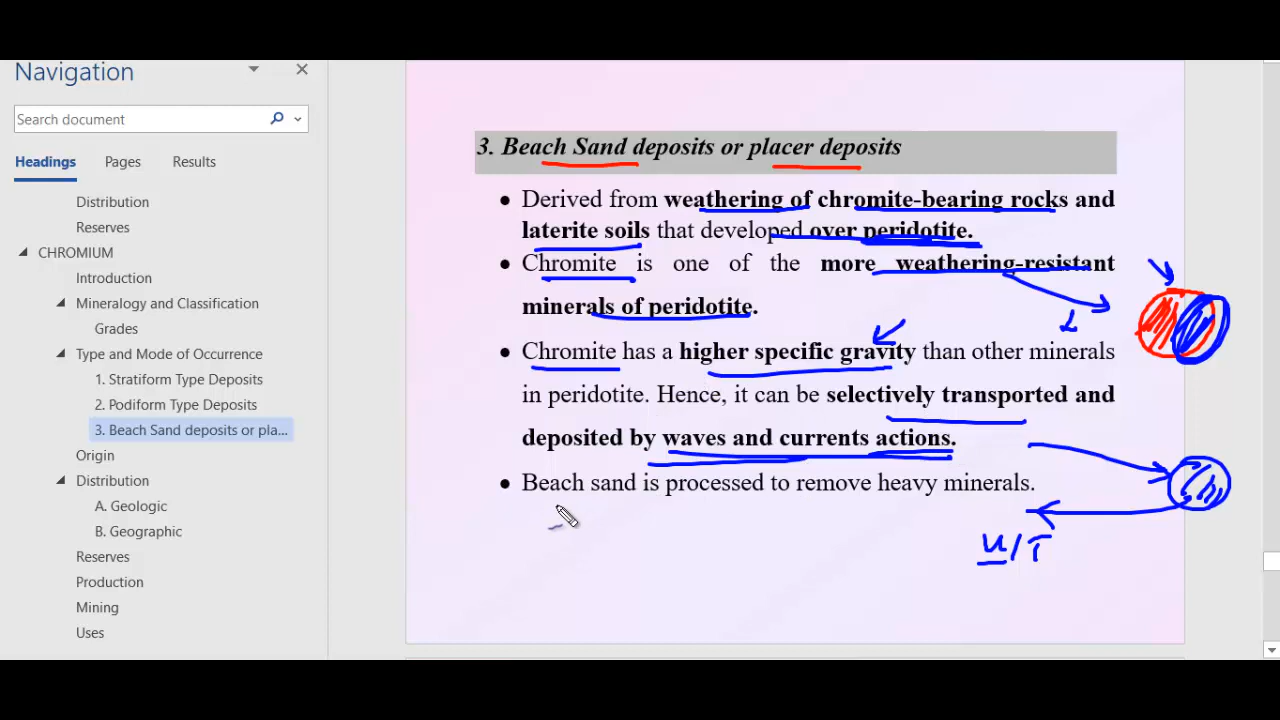 Navigation
Search document
Headings Pages Results
Distribution
Reserves
CHROMIUM
Introduction
Mineralogy and Classification
Grades
Type and Mode of Occurrence
1. Stratiform Type Deposits
2. Podiform Type Deposits
3. Beach Sand deposits or pla...
Origin
Distribution
A. Geologic
B. Geographic
Reserves
Production
Mining
Uses
3. Beach Sand deposits or placer deposits
• Derived from weathering of chromite-bearing rocks and
laterite soils that developed over peridotite.
• Chromite is one of the more weathering-resistant
minerals of peridotite.
• Chromite has a higher specific gravity than other minerals
in peridotite. Hence, it can be selectively transported and
deposited by waves and currents actions.
• Beach sand is processed to remove heavy minerals.
U/T